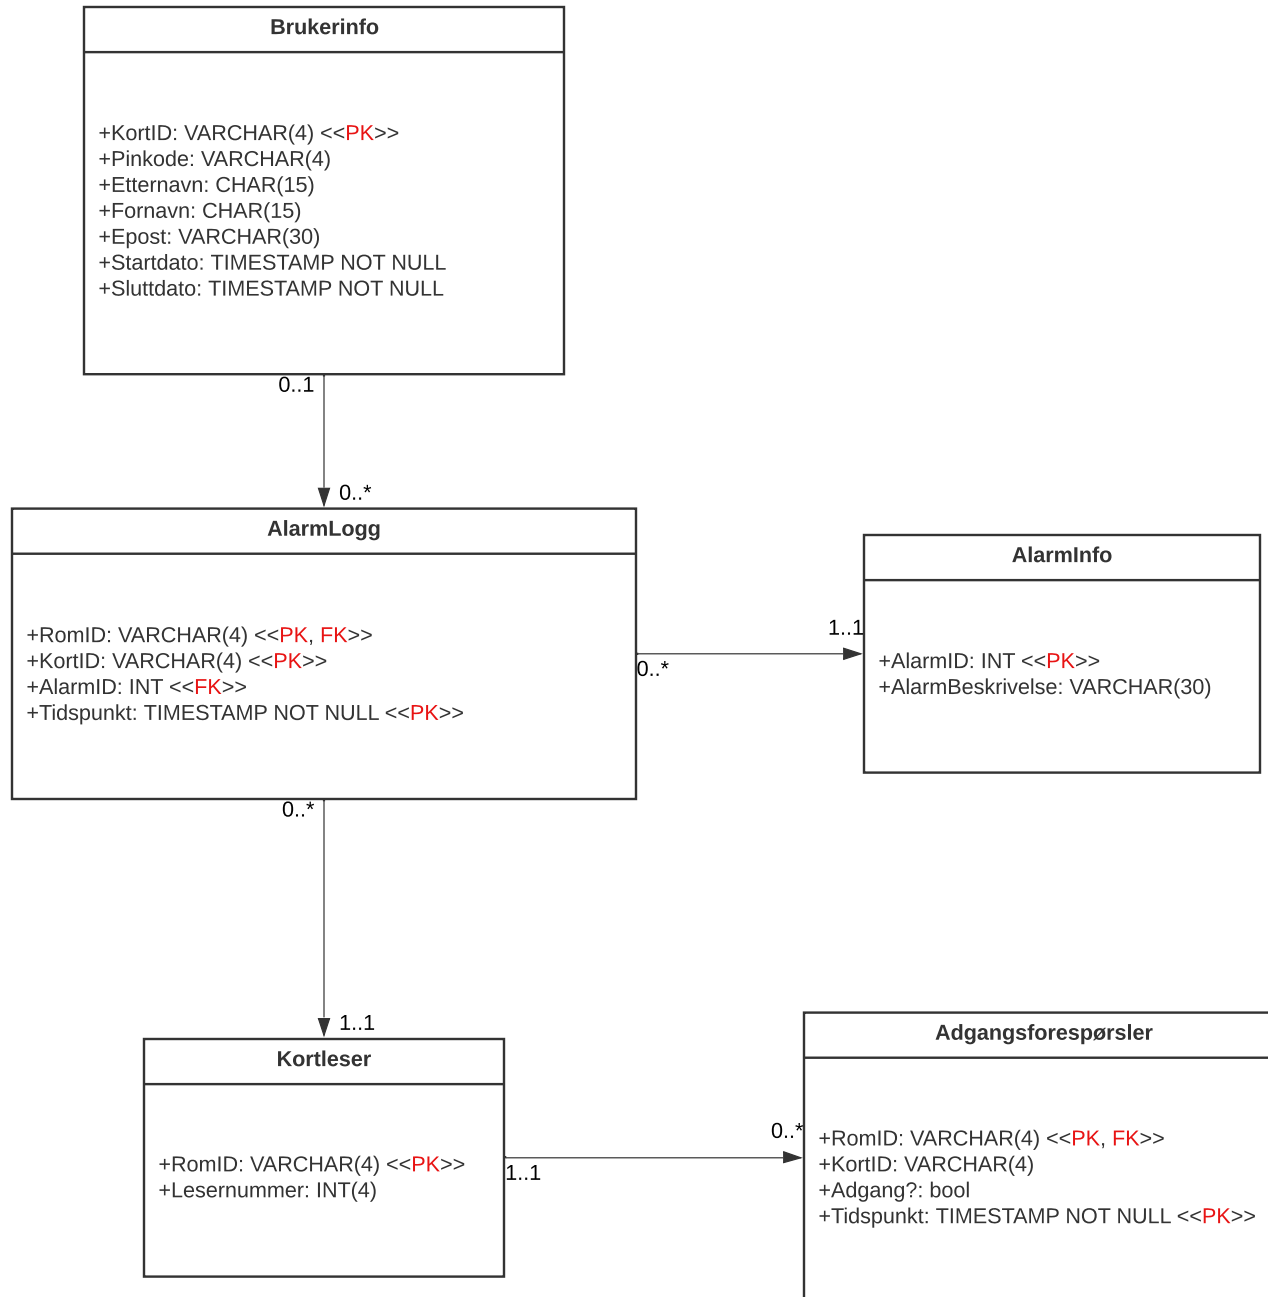 Brukerinfo
+KortID: VARCHAR(4) <<PK>>
+Pinkode: VARCHAR(4)
+Etternavn: CHAR(15)
+Fornavn: CHAR(15)
+Epost: VARCHAR(30)
+Startdato: TIMESTAMP NOT NULL
+Sluttdato: TIMESTAMP NOT NULL
0..1
0..*
AlarmLogg
+RomID: VARCHAR(4) <<PK, FK>>
+KortID: VARCHAR(4) <<PK>>
+AlarmID: INT <<FK>>
+Tidspunkt: TIMESTAMP NOT NULL <<PK>>
0..*
1..1
AlarmInfo
+AlarmID: INT <<PK>>
+AlarmBeskrivelse: VARCHAR(30)
0..*
1..1
Kortleser
+RomID: VARCHAR(4) <<PK>>
+Lesernummer: INT(4)
1..1
0..*
Adgangsforespørsler
+RomID: VARCHAR(4) <<PK, FK>>
+KortID: VARCHAR(4)
+Adgang?: bool
+Tidspunkt: TIMESTAMP NOT NULL <<PK>>